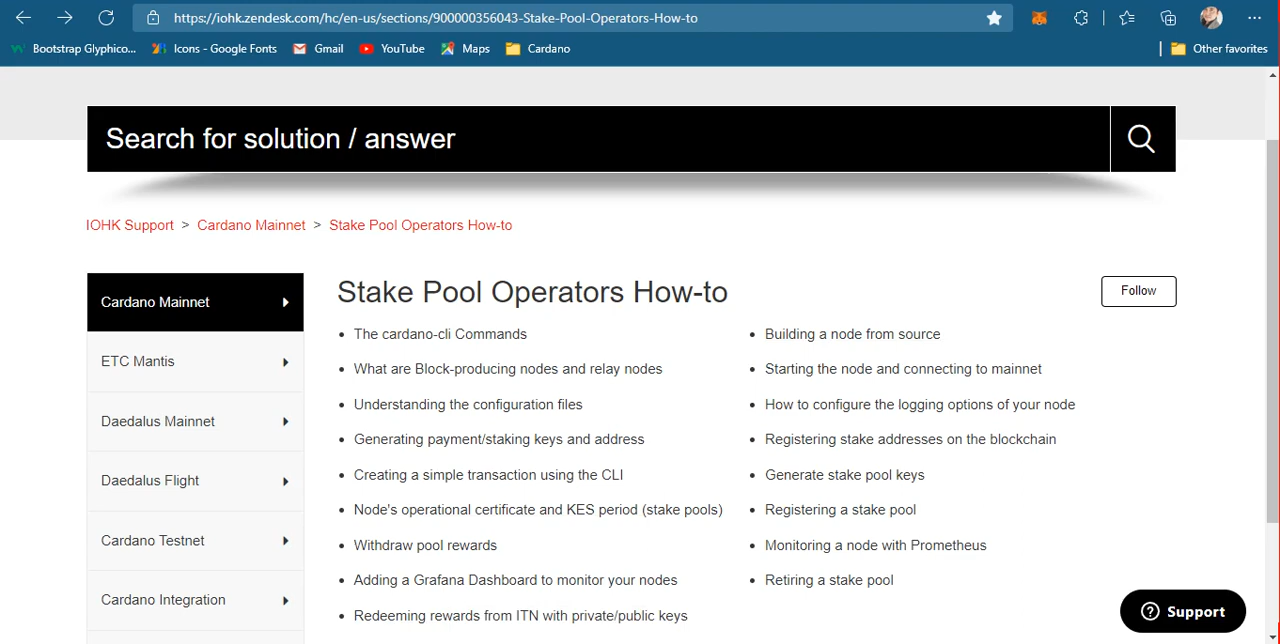 https://iohk.zendesk.com/hc/en-us/sections/900000356043-Stake-Pool-Operators-How-to
Bootstrap Glyphico... Icons - Google Fonts Gmail YouTube Maps Cardano Other favorites
Search for solution / answer
IOHK Support > Cardano Mainnet > Stake Pool Operators How-to
Cardano Mainnet
ETC Mantis
Daedalus Mainnet
Daedalus Flight
Cardano Testnet
Cardano Integration
Stake Pool Operators How-to
Follow
• The cardano-cli Commands
• What are Block-producing nodes and relay nodes
• Understanding the configuration files
• Generating payment/staking keys and address
• Creating a simple transaction using the CLI
• Node's operational certificate and KES period (stake pools)
• Withdraw pool rewards
• Adding a Grafana Dashboard to monitor your nodes
• Redeeming rewards from ITN with private/public keys
• Building a node from source
• Starting the node and connecting to mainnet
• How to configure the logging options of your node
• Registering stake addresses on the blockchain
• Generate stake pool keys
• Registering a stake pool
• Monitoring a node with Prometheus
• Retiring a stake pool
Support